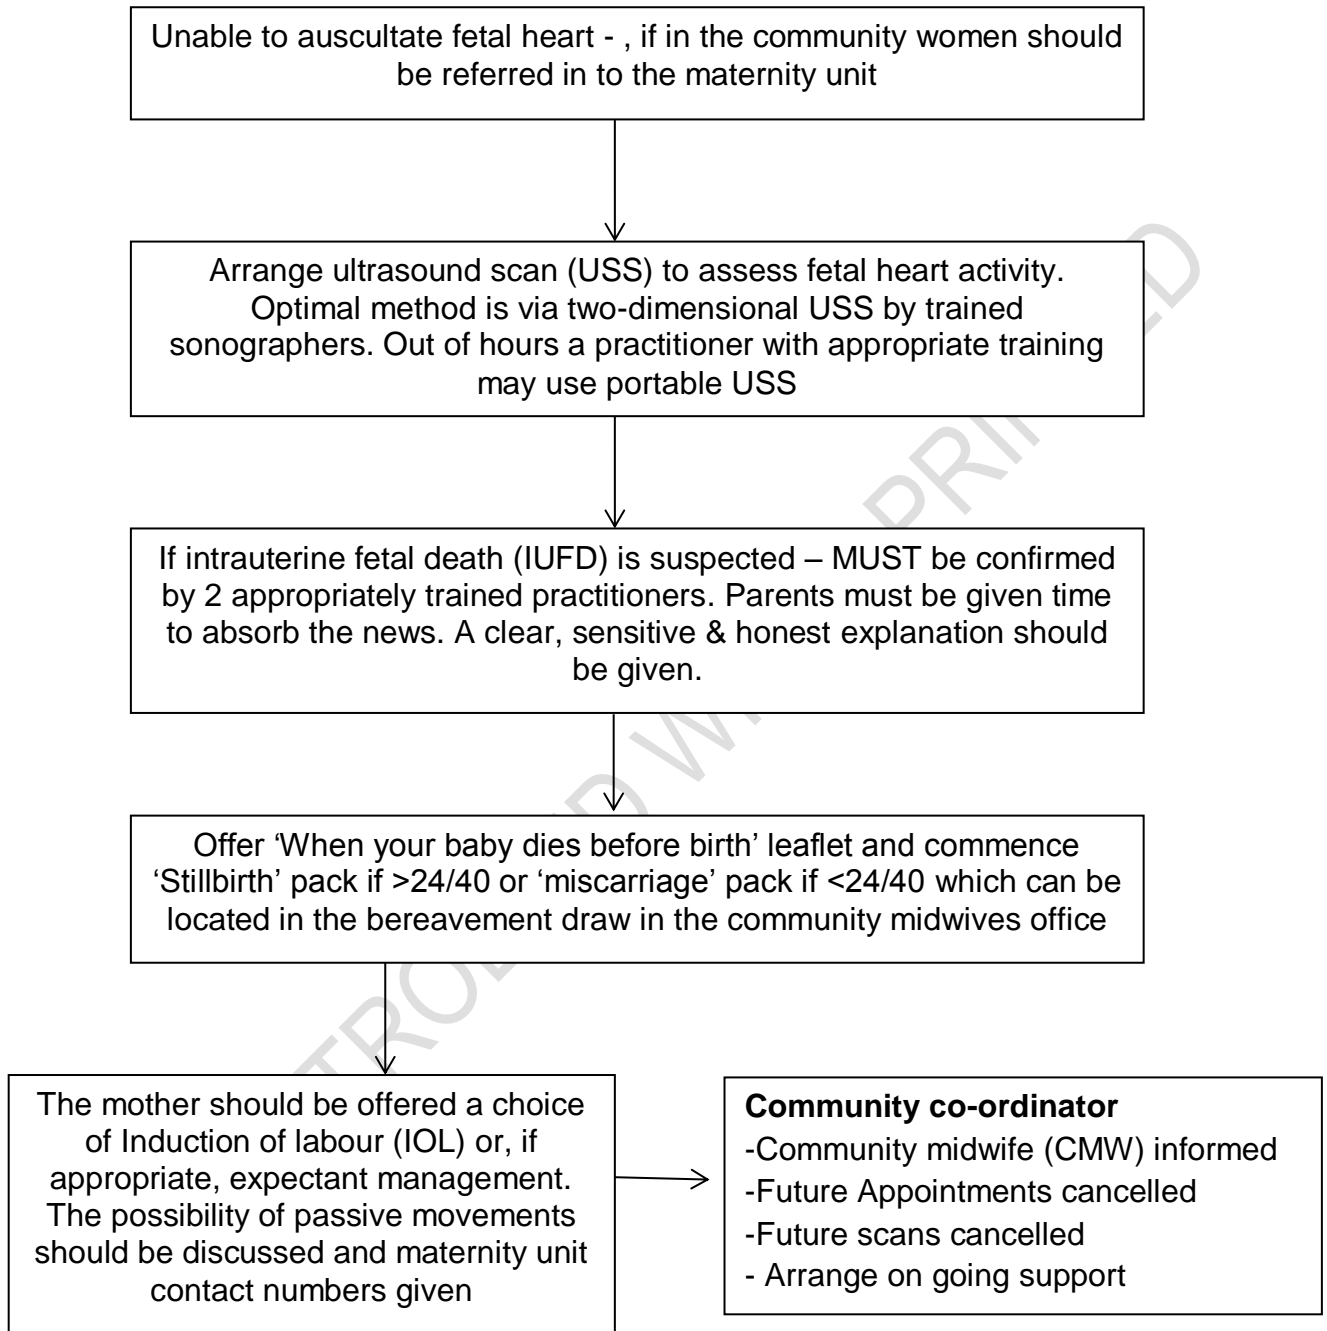 Unable to auscultate fetal heart - , if in the community women should
be referred in to the maternity unit
Arrange ultrasound scan (USS) to assess fetal heart activity.
Optimal method is via two-dimensional USS by trained
sonographers. Out of hours a practitioner with appropriate training
may use portable USS
If intrauterine fetal death (IUFD) is suspected – MUST be confirmed
by 2 appropriately trained practitioners. Parents must be given time
to absorb the news. A clear, sensitive & honest explanation should
be given.
Offer ‘When your baby dies before birth’ leaflet and commence
‘Stillbirth’ pack if >24/40 or ‘miscarriage’ pack if <24/40 which can be
located in the bereavement draw in the community midwives office
The mother should be offered a choice
of Induction of labour (IOL) or, if
appropriate, expectant management.
The possibility of passive movements
should be discussed and maternity unit
contact numbers given
Community co-ordinator
-Community midwife (CMW) informed
-Future Appointments cancelled
-Future scans cancelled
- Arrange on going support